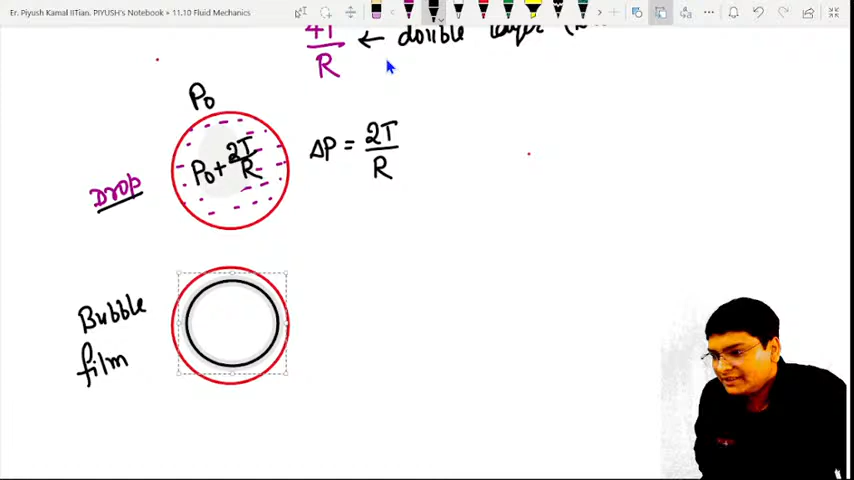 Er. Piyush Kamal IITian. PIYUSH's Notebook » 11.10 Fluid Mechanics
4T
R
← double layer
P₀
P₀+2T/R
Drop
ΔP = 2T/R
Bubble
film